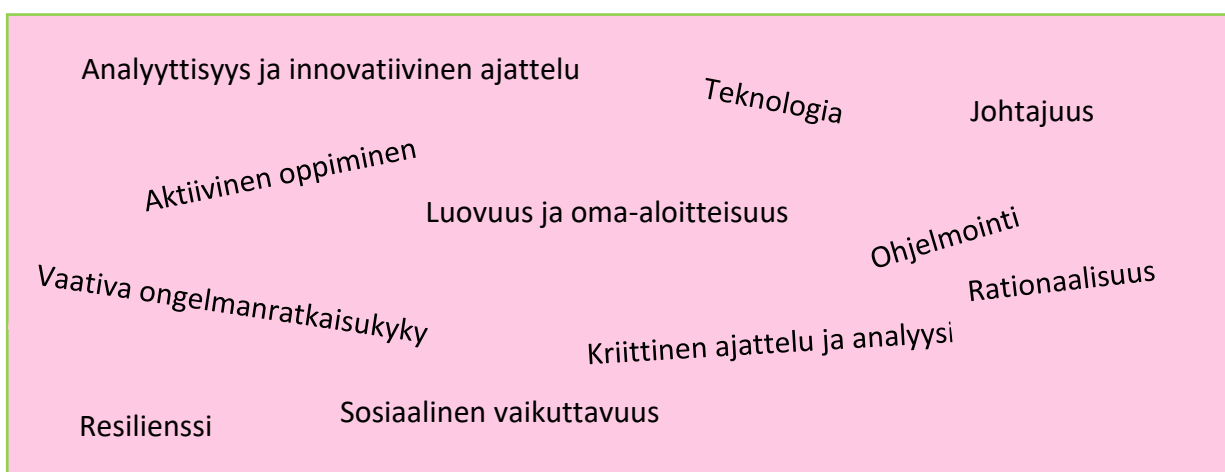 Analyyttisyys ja innovatiivinen ajattelu
Teknologia
Johtajuus
Aktiivinen oppiminen
Luovuus ja oma-aloitteisuus
Ohjelmointi
Rationaalisuus
Vaativa ongelmanratkaisukyky
Kriittinen ajattelu ja analyysi
Sosiaalinen vaikuttavuus
Resilienssi